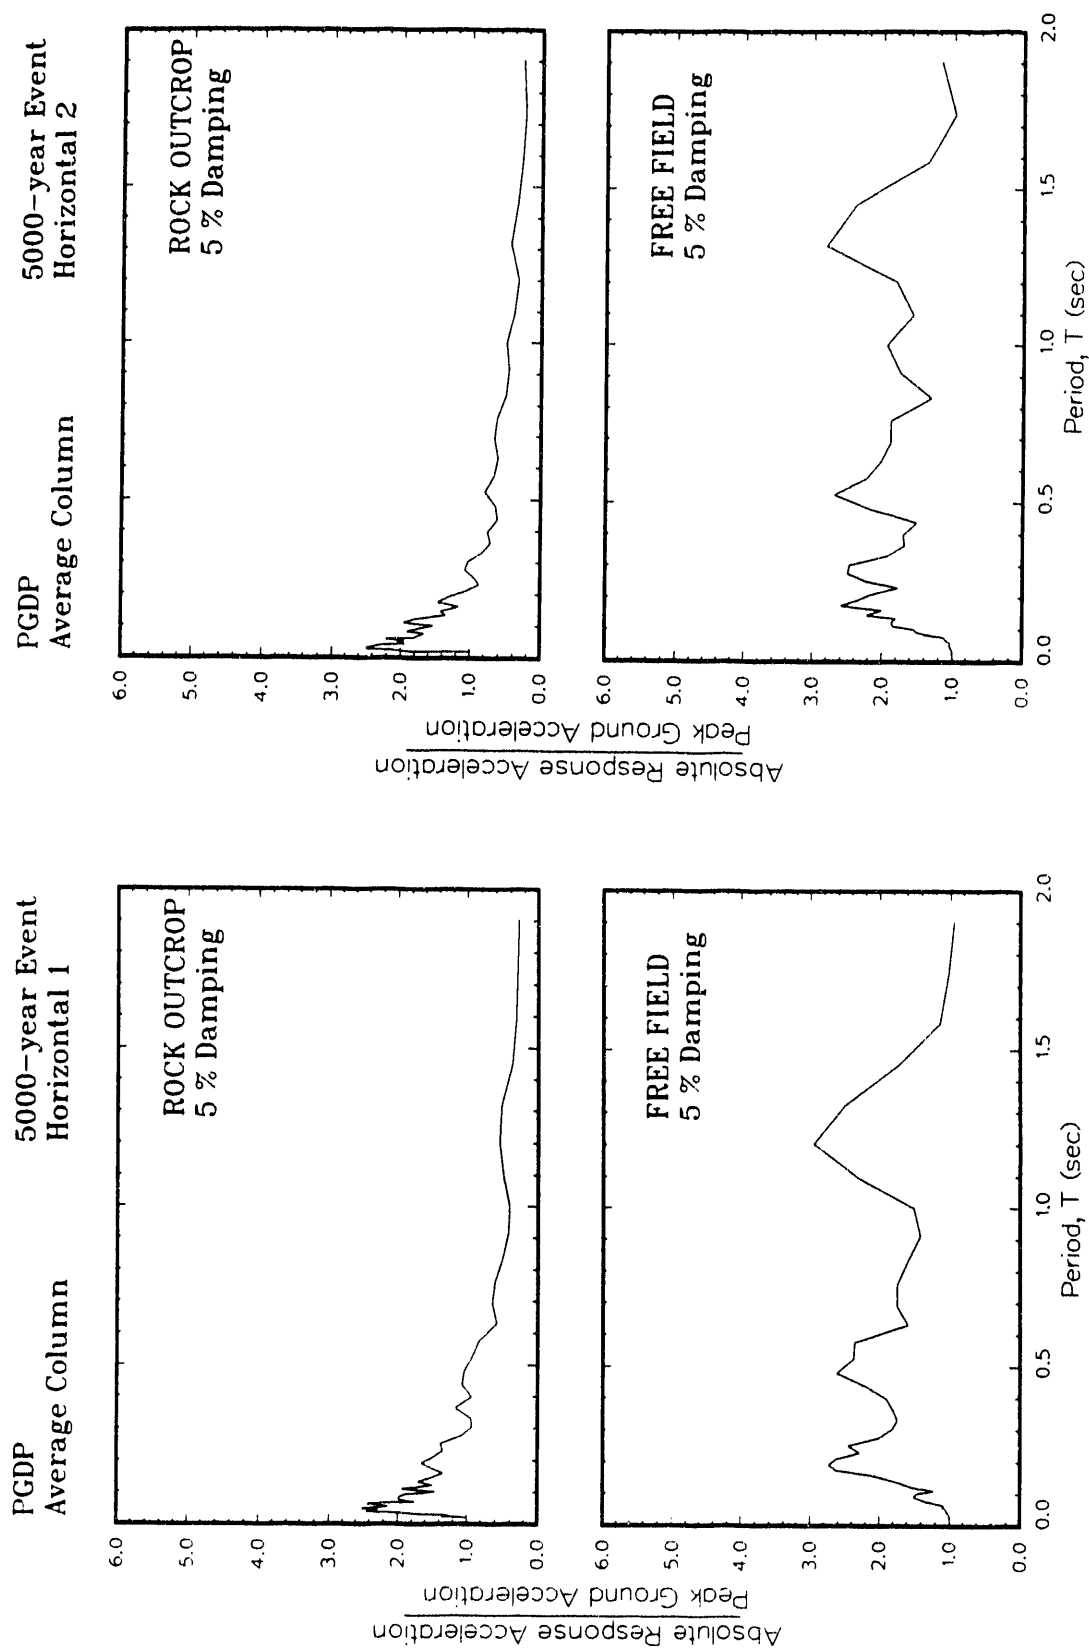 PGDP
Average Column
5000-year Event
Horizontal 1
Absolute Response Acceleration
Peak Ground Acceleration
6.0
5.0
4.0
3.0
2.0
1.0
0.0
ROCK OUTCROP
5 % Damping
6.0
5.0
4.0
3.0
2.0
1.0
0.0
FREE FIELD
5 % Damping
0.0 0.5 1.0 1.5 2.0
Period, T (sec)
PGDP
Average Column
5000-year Event
Horizontal 2
Absolute Response Acceleration
Peak Ground Acceleration
6.0
5.0
4.0
3.0
2.0
1.0
0.0
ROCK OUTCROP
5 % Damping
6.0
5.0
4.0
3.0
2.0
1.0
0.0
FREE FIELD
5 % Damping
0.0 0.5 1.0 1.5 2.0
Period, T (sec)